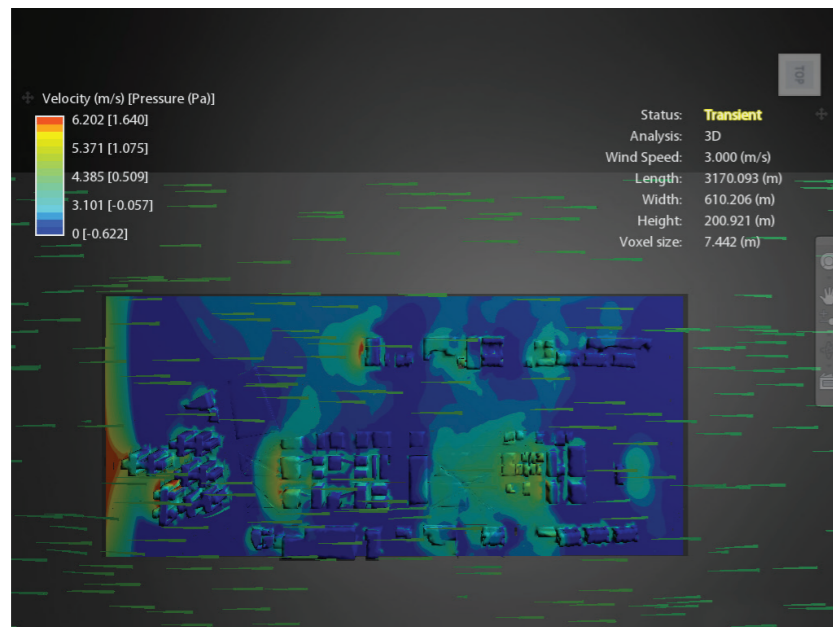 TOP
Velocity (m/s) [Pressure (Pa)]
6.202 [1.640]
5.371 [1.075]
4.385 [0.509]
3.101 [-0.057]
0 [-0.622]
Status: Transient
Analysis: 3D
Wind Speed: 3.000 (m/s)
Length: 3170.093 (m)
Width: 610.206 (m)
Height: 200.921 (m)
Voxel size: 7.442 (m)